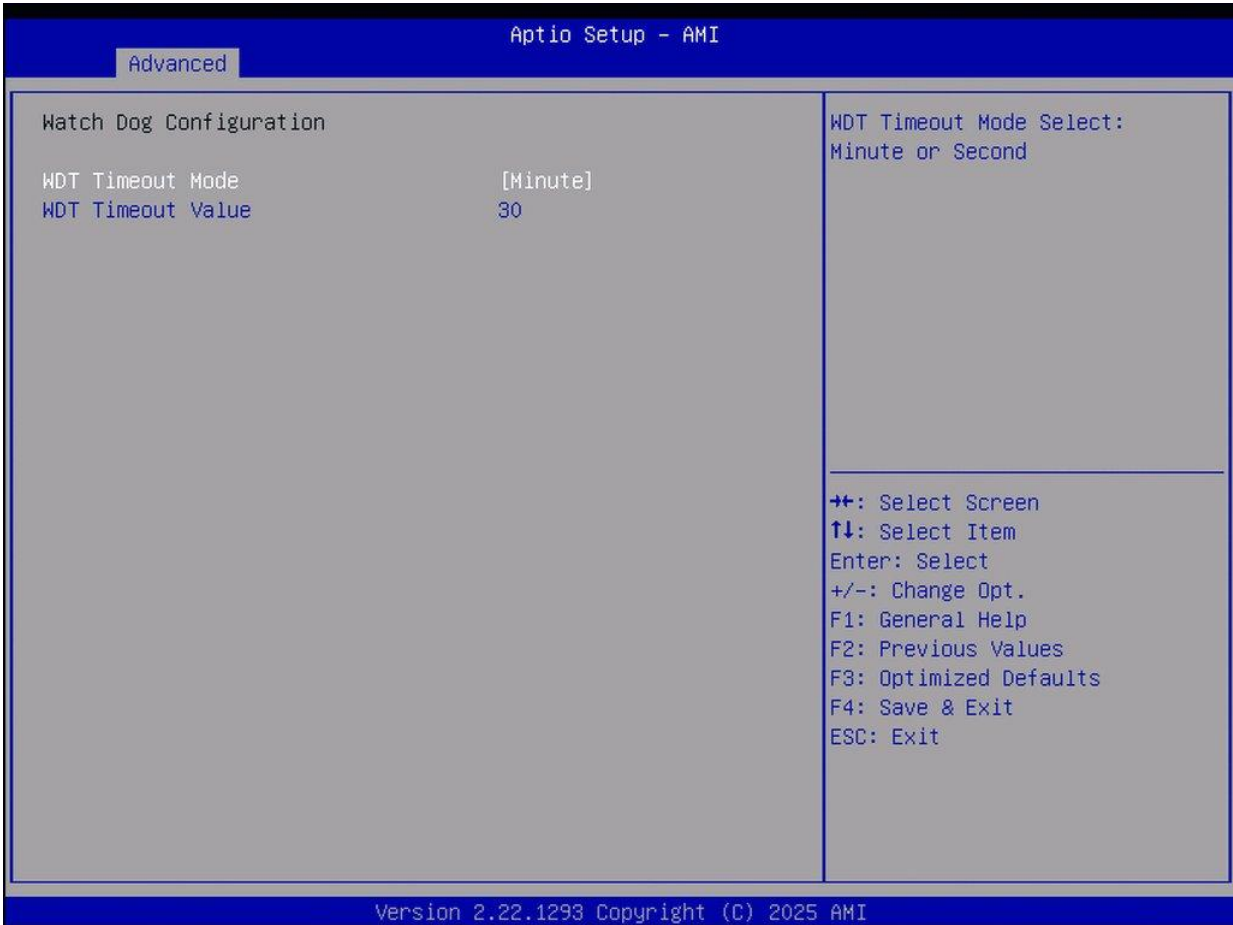 Aptio Setup – AMI
Advanced
Watch Dog Configuration
WDT Timeout Mode [Minute]
WDT Timeout Value 30
WDT Timeout Mode Select:
Minute or Second
→←: Select Screen
↑↓: Select Item
Enter: Select
+/-: Change Opt.
F1: General Help
F2: Previous Values
F3: Optimized Defaults
F4: Save & Exit
ESC: Exit
Version 2.22.1293 Copyright (C) 2025 AMI